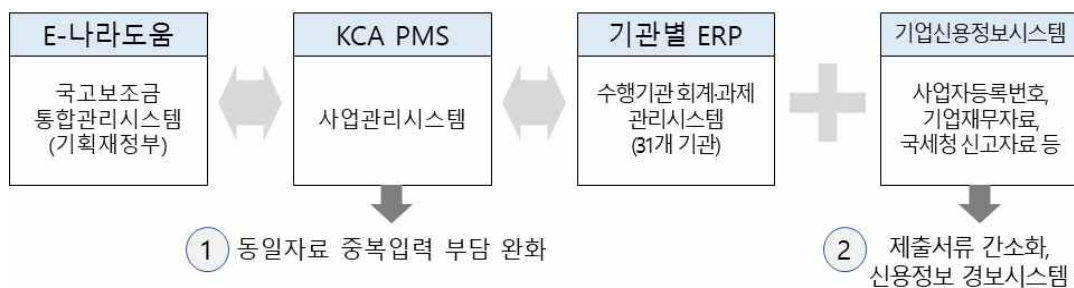 E-나라도움
국고보조금
통합관리시스템
(기획재정부)
KCA PMS
사업관리시스템
기관별 ERP
수행기관 회계·과제
관리시스템
(31개 기관)
기업신용정보시스템
사업자등록번호,
기업재무자료,
국세청 신고자료 등
1 동일자료 중복입력 부담 완화
2 제출서류 간소화,
신용정보 경보시스템